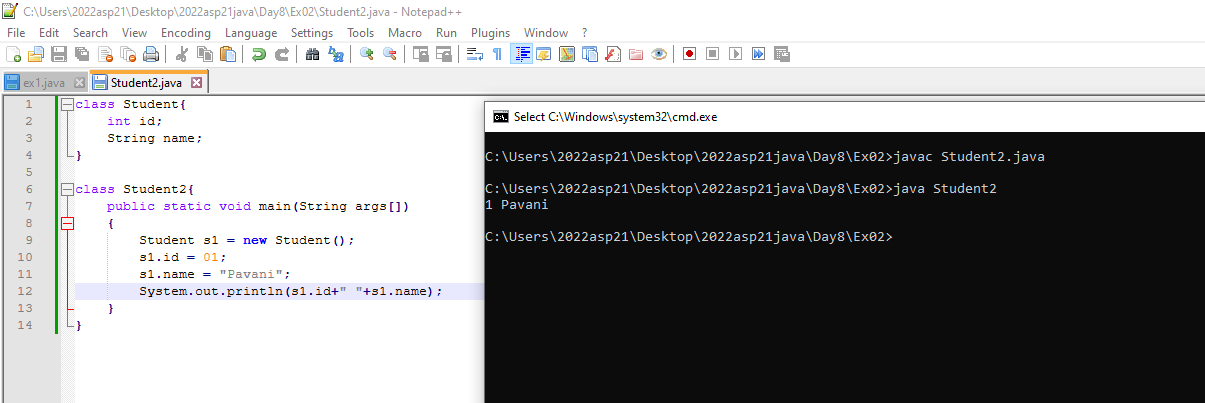 C:\Users\2022asp21\Desktop\2022asp21java\Day8\Ex02\Student2.java - Notepad++
File Edit Search View Encoding Language Settings Tools Macro Run Plugins Window ?
ex1.java Student2.java
1 class Student{
2 int id;
3 String name;
4 }
5
6 class Student2{
7 public static void main(String args[])
8 {
9 Student s1 = new Student();
10 s1.id = 01;
11 s1.name = "Pavani";
12 System.out.println(s1.id+" "+s1.name);
13 }
14 }
Select C:\Windows\system32\cmd.exe
C:\Users\2022asp21\Desktop\2022asp21java\Day8\Ex02>javac Student2.java
C:\Users\2022asp21\Desktop\2022asp21java\Day8\Ex02>java Student2
1 Pavani
C:\Users\2022asp21\Desktop\2022asp21java\Day8\Ex02>